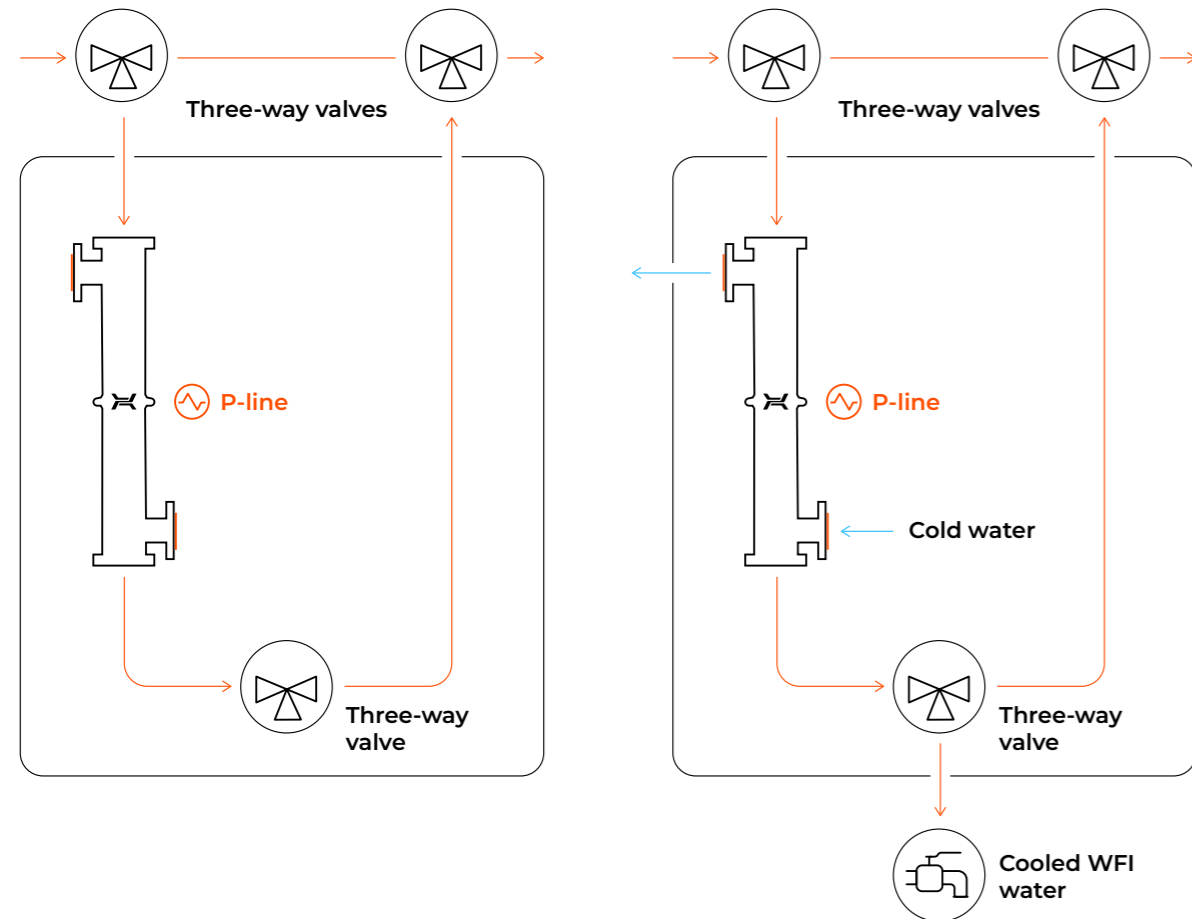 Three-way valves
P-line
Three-way
valve
Three-way valves
P-line
Cold water
Three-way
valve
Cooled WFI
water